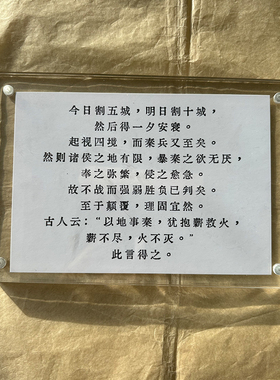 今日割五城，明日割十城，
然后得一夕安寝。
起视四境，而秦兵又至矣。
然则诸侯之地有限，暴秦之欲无厌，
奉之弥繁，侵之愈急。
故不战而强弱胜负已判矣。
至于颠覆，理固宜然。
古人云：“以地事秦，犹抱薪救火，
薪不尽，火不灭。”
此言得之。